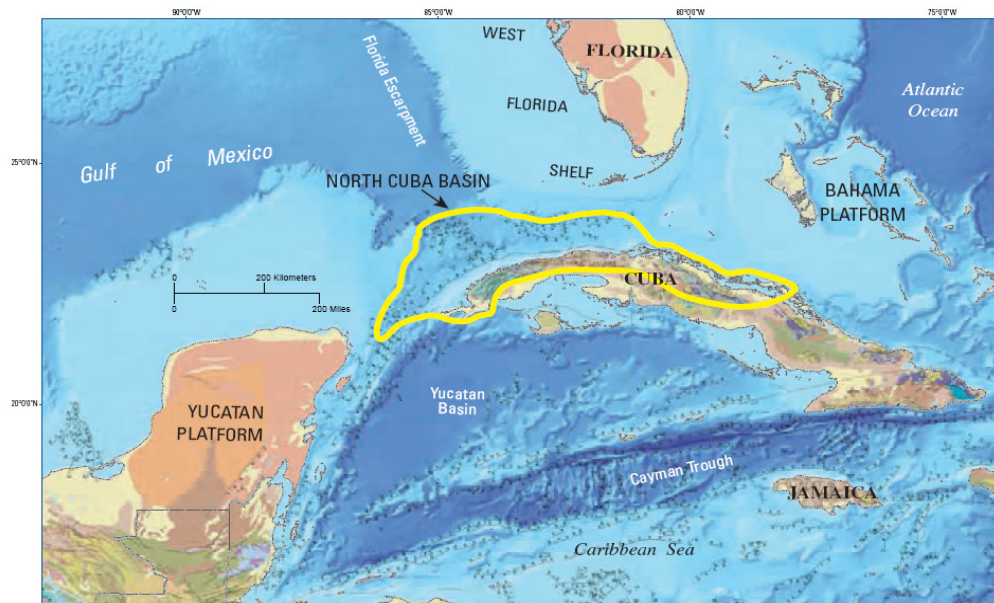 90°0'0"W
85°0'0"W
80°0'0"W
75°0'0"W
WEST
FLORIDA
Florida Escarpment
Atlantic
Ocean
FLORIDA
Gulf of Mexico
25°0'0"N
SHELF
NORTH CUBA BASIN
BAHAMA
PLATFORM
0 200 Kilometers
0 200 Miles
CUBA
YUCATAN
PLATFORM
Yucatan
Basin
20°0'0"N
Cayman Trough
JAMAICA
Caribbean Sea